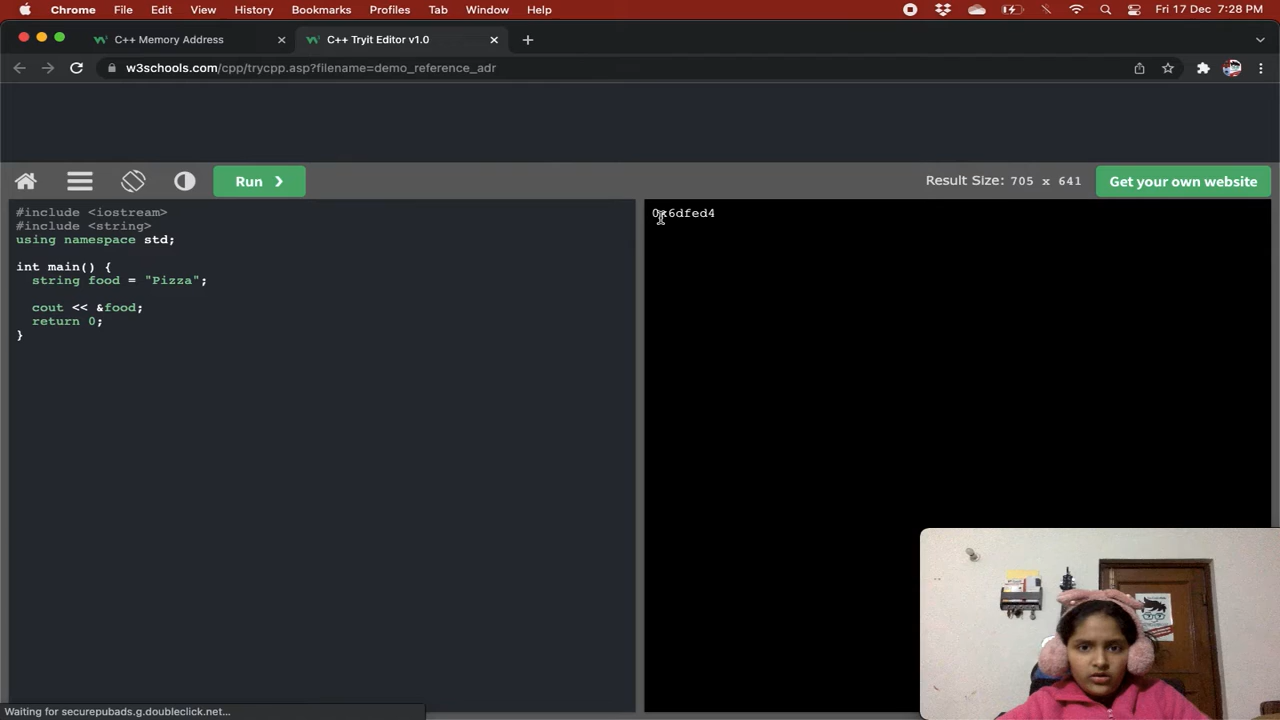 Chrome File Edit View History Bookmarks Profiles Tab Window Help Fri 17 Dec 7:28 PM
C++ Memory Address C++ Tryit Editor v1.0
w3schools.com/cpp/trycpp.asp?filename=demo_reference_adr
Run ❯ Result Size: 705 x 641 Get your own website
#include <iostream>
#include <string>
using namespace std;
int main() {
string food = "Pizza";
cout << &food;
return 0;
}
0x6dfed4
Waiting for securepubads.g.doubleclick.net...